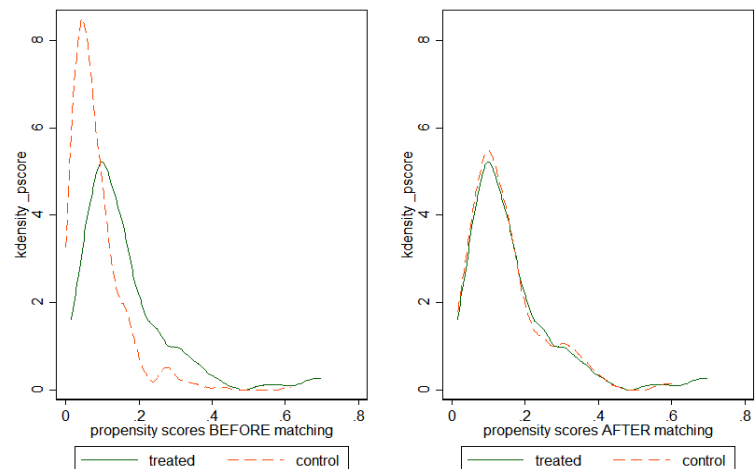 kdensity _pscore
8
6
4
2
0
0 .2 .4 .6 .8
propensity scores BEFORE matching
treated control
kdensity _pscore
8
6
4
2
0
0 .2 .4 .6 .8
propensity scores AFTER matching
treated control